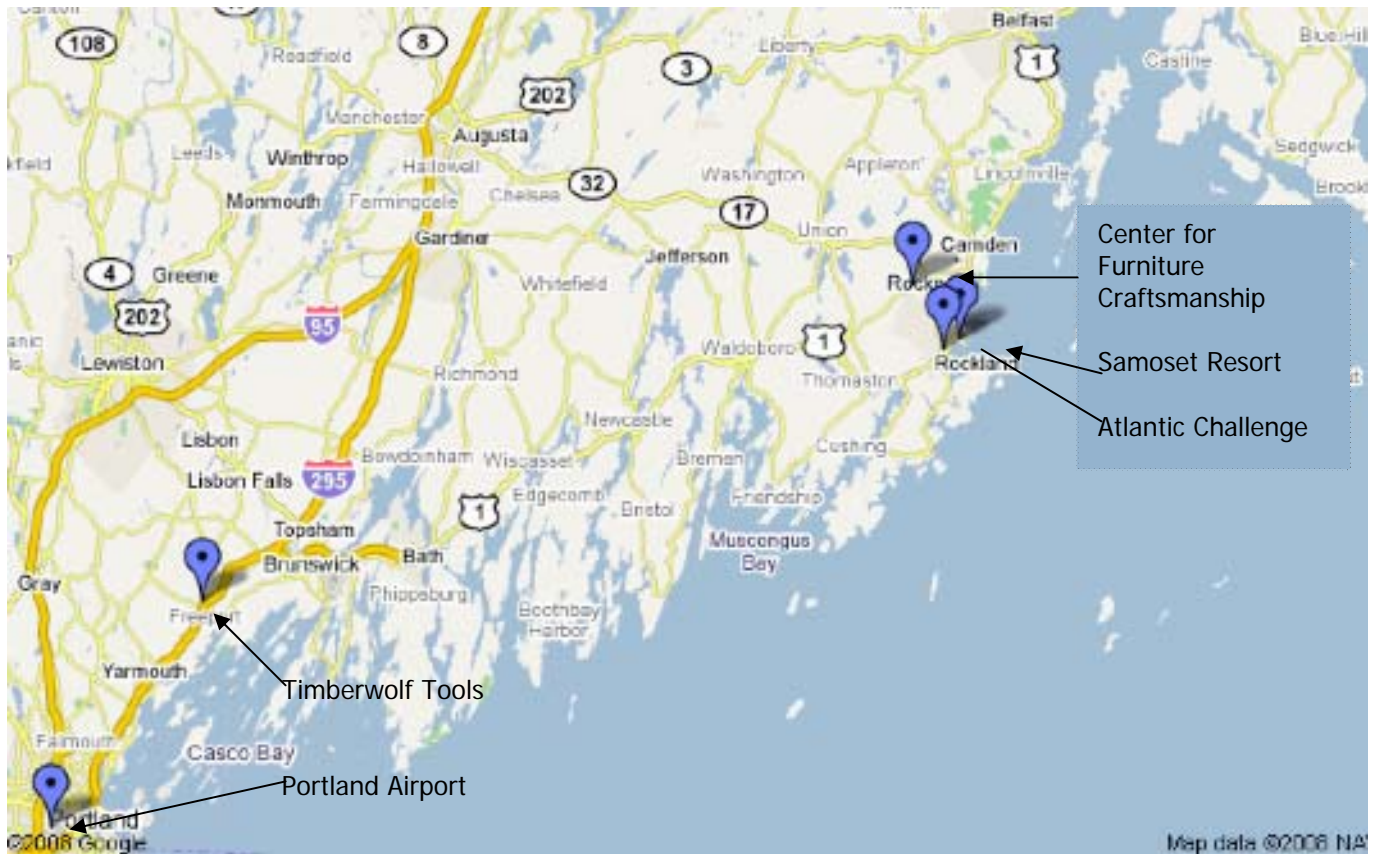 108
8
Readfield
3
Liberty
Belfast
1
Castine
Blue Hill
202
Manchester
Augusta
Leeds
Winthrop
Hallowell
Chelsea
32
Washington
Appleton
Lincolnville
Sedgwick
Monmouth
Farmingdale
17
Union
Camden
Gardiner
Jefferson
Center for
Furniture
Craftsmanship
4
Greene
Whitefield
202
95
Lewiston
Richmond
Waldoboro
1
Thomaston
Rockland
Samoset Resort
Newcastle
Atlantic Challenge
Lisbon
Bowdoinham
Wiscasset
Bremen
Cushing
Lisbon Falls
295
Edgecomb
Bristol
Friendship
1
Topsham
Muscongus
Bay
Brunswick
Bath
Gray
Phippsburg
Boothbay
Harbor
Freeport
Yarmouth
Timberwolf Tools
Falmouth
Casco Bay
Portland Airport
Portland
©2008 Google
Map data ©2008 NA